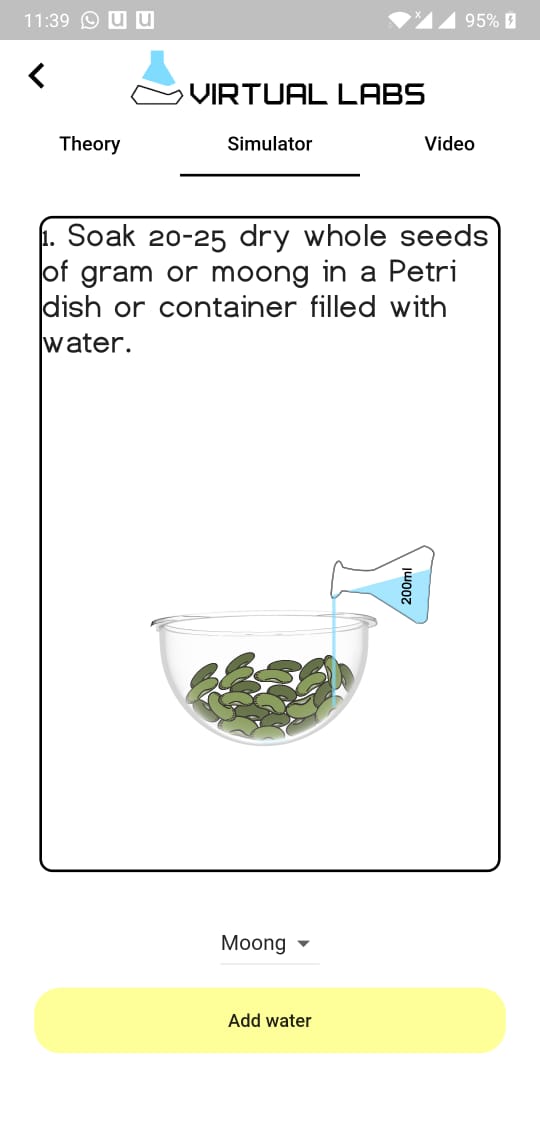 11:39
95%
VIRTUAL LABS
Theory Simulator Video
1. Soak 20-25 dry whole seeds
of gram or moong in a Petri
dish or container filled with
water.
200ml
Moong
Add water